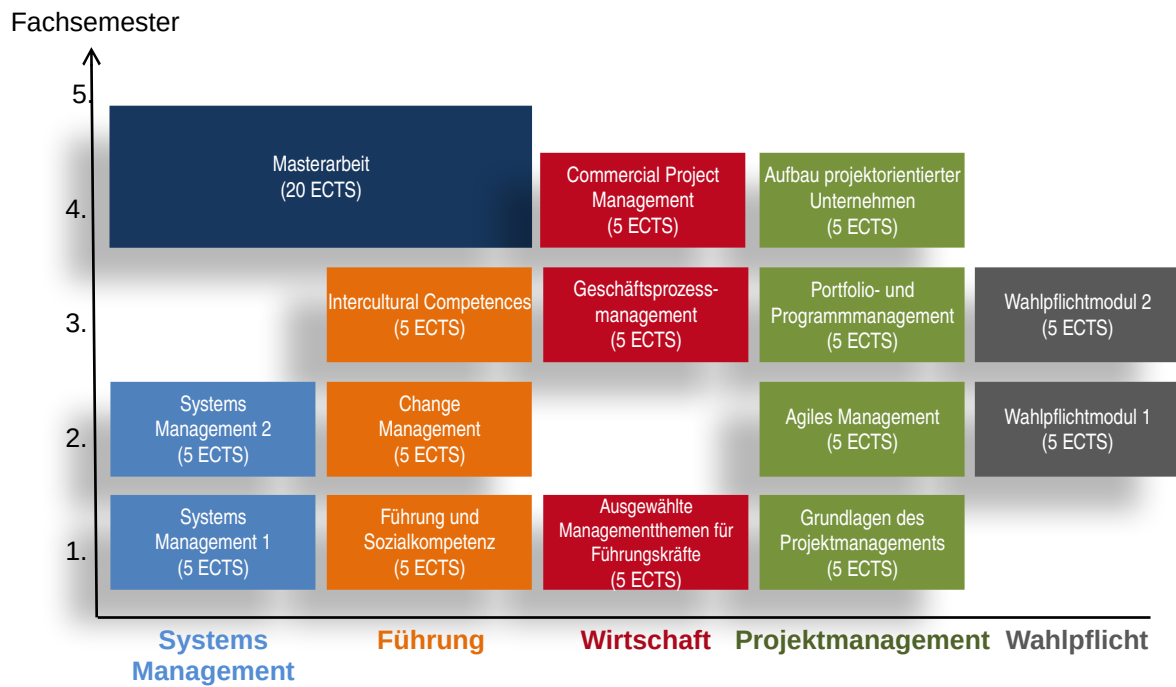 Fachsemester
5.
Masterarbeit
(20 ECTS)
Commercial Project
Management
(5 ECTS)
Aufbau projektorientierter
Unternehmen
(5 ECTS)
4.
Intercultural Competences
(5 ECTS)
Geschäftsprozess-
management
(5 ECTS)
Portfolio- und
Programmmanagement
(5 ECTS)
Wahlpflichtmodul 2
(5 ECTS)
3.
Systems
Management 2
(5 ECTS)
Change
Management
(5 ECTS)
Agiles Management
(5 ECTS)
Wahlpflichtmodul 1
(5 ECTS)
2.
Systems
Management 1
(5 ECTS)
Führung und
Sozialkompetenz
(5 ECTS)
Ausgewählte
Managementthemen für
Führungskräfte
(5 ECTS)
Grundlagen des
Projektmanagements
(5 ECTS)
1.
Systems
Management
Führung
Wirtschaft
Projektmanagement
Wahlpflicht